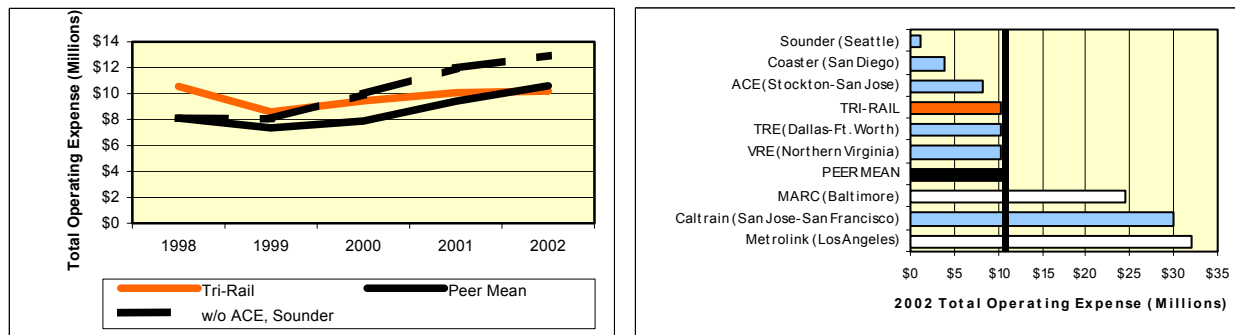 Total Operating Expense (Millions)
$14
$12
$10
$8
$6
$4
$2
$0
1998 1999 2000 2001 2002
Tri-Rail Peer Mean
w/o ACE, Sounder
Sounder (Seattle)
Coaster (San Diego)
ACE (Stockton-San Jose)
TRI-RAIL
TRE (Dallas-Ft. Worth)
VRE (Northern Virginia)
PEER MEAN
MARC (Baltimore)
Caltrain (San Jose-San Francisco)
Metrolink (Los Angeles)
$0 $5 $10 $15 $20 $25 $30 $35
2002 Total Operating Expense (Millions)